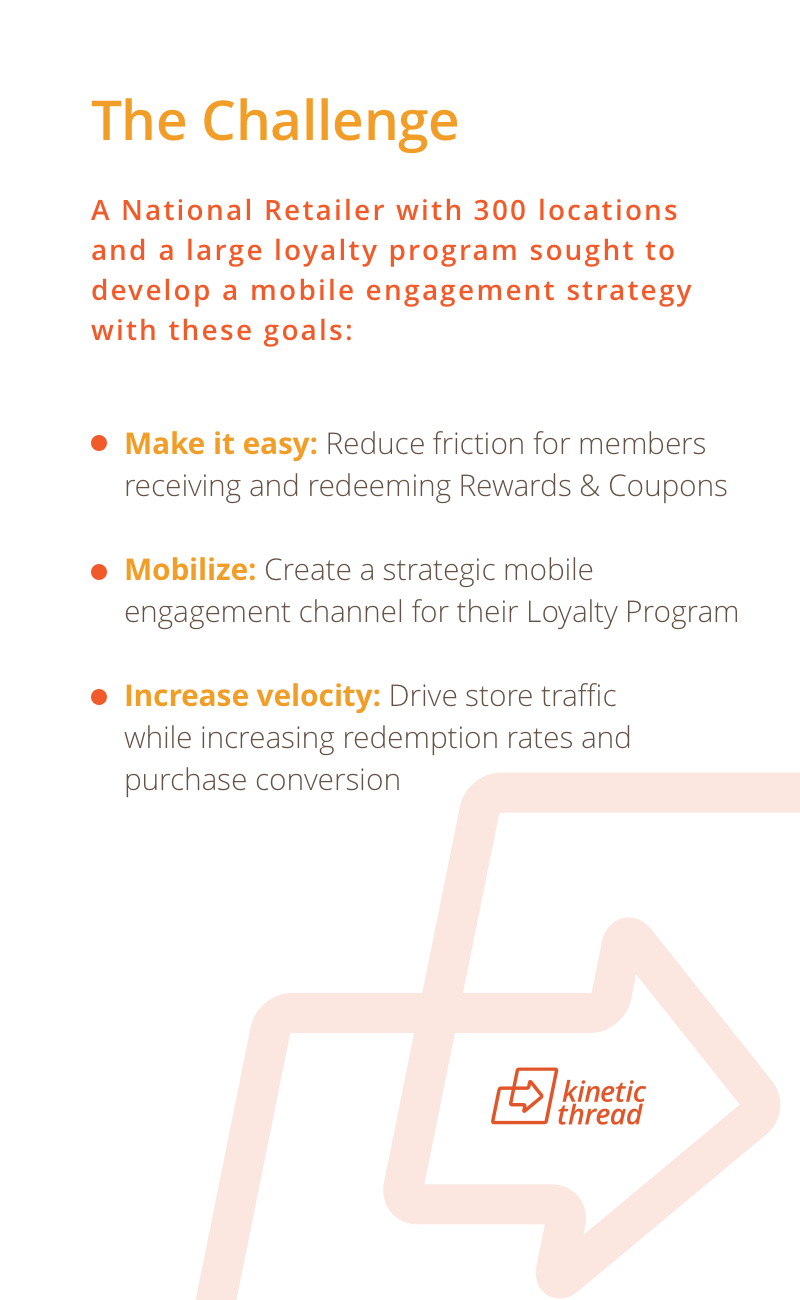 The Challenge
A National Retailer with 300 locations
and a large loyalty program sought to
develop a mobile engagement strategy
with these goals:
Make it easy: Reduce friction for members
receiving and redeeming Rewards & Coupons
Mobilize: Create a strategic mobile
engagement channel for their Loyalty Program
Increase velocity: Drive store traffic
while increasing redemption rates and
purchase conversion
kinetic
thread